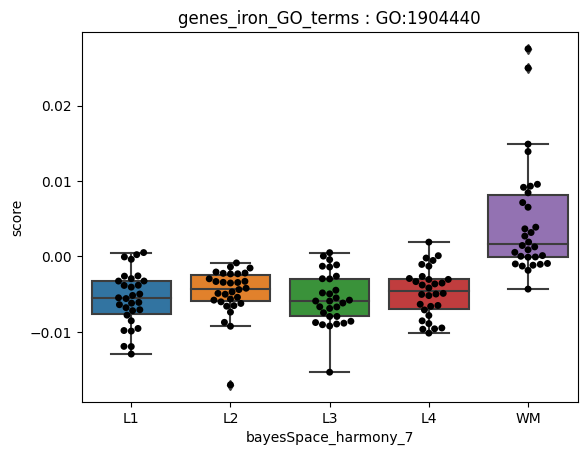 genes_iron_GO_terms : GO:1904440
score
0.02
0.01
0.00
−0.01
L1 L2 L3 L4 WM
bayesSpace_harmony_7